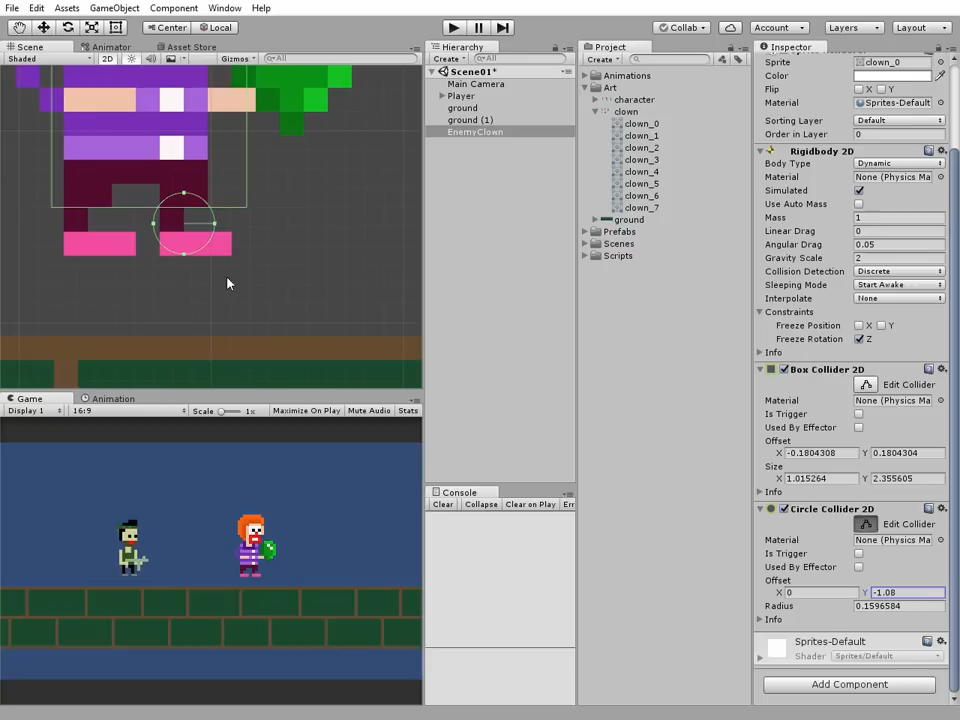 File Edit Assets GameObject Component Window Help
Center Local Collab Account Layers Layout
Scene Animator Asset Store
Shaded 2D Gizmos All
Game Animation
Display 1 16:9 Scale 1x Maximize On Play Mute Audio Stats
Hierarchy
Create All
Scene01*
Main Camera
Player
ground
ground (1)
EnemyClown
Console
Clear Collapse Clear on Play
Project
Create
Animations
Art
character
clown
clown_0
clown_1
clown_2
clown_3
clown_4
clown_5
clown_6
clown_7
ground
Prefabs
Scenes
Scripts
Inspector
Sprite clown_0
Color
Flip X Y
Material Sprites-Default
Sorting Layer Default
Order in Layer 0
Rigidbody 2D
Body Type Dynamic
Material None (Physics Ma
Simulated
Use Auto Mass
Mass 1
Linear Drag 0
Angular Drag 0.05
Gravity Scale 2
Collision Detection Discrete
Sleeping Mode Start Awake
Interpolate None
Constraints
Freeze Position X Y
Freeze Rotation Z
Info
Box Collider 2D
Edit Collider
Material None (Physics Ma
Is Trigger
Used By Effector
Offset
X -0.1804308 Y 0.1804304
Size
X 1.015264 Y 2.355605
Info
Circle Collider 2D
Edit Collider
Material None (Physics Ma
Is Trigger
Used By Effector
Offset
X 0 Y -1.08
Radius 0.1596584
Info
Sprites-Default
Shader Sprites/Default
Add Component